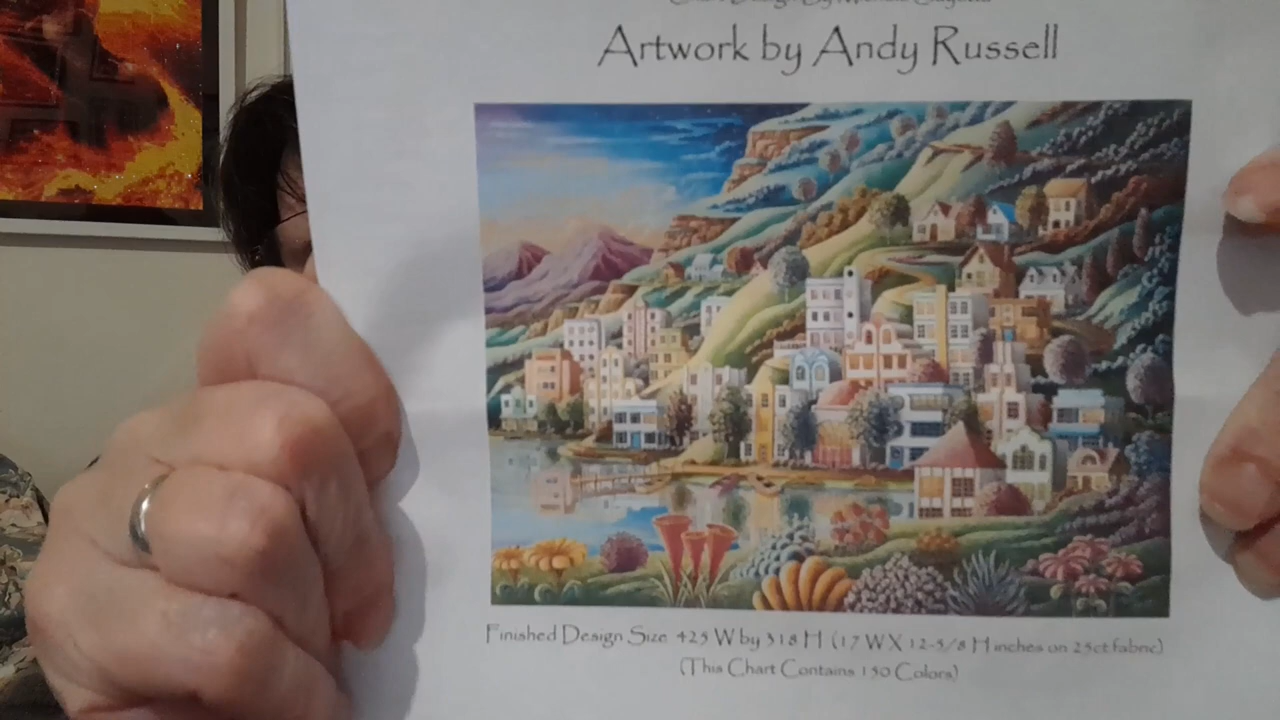 Artwork by Andy Russell
Finished Design Size 425 W by 318 H (17 W X 12-5/8 H inches on 25ct fabric)
(This Chart Contains 150 Colors)